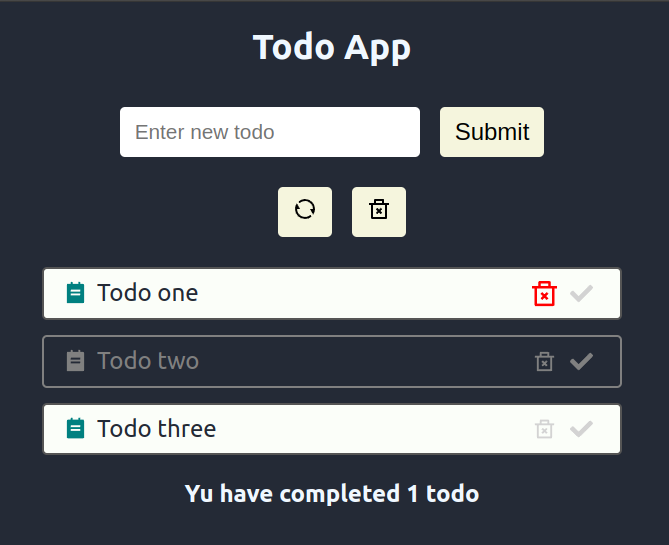 Todo App
Enter new todo
Submit
Todo one
Todo two
Todo three
Yu have completed 1 todo